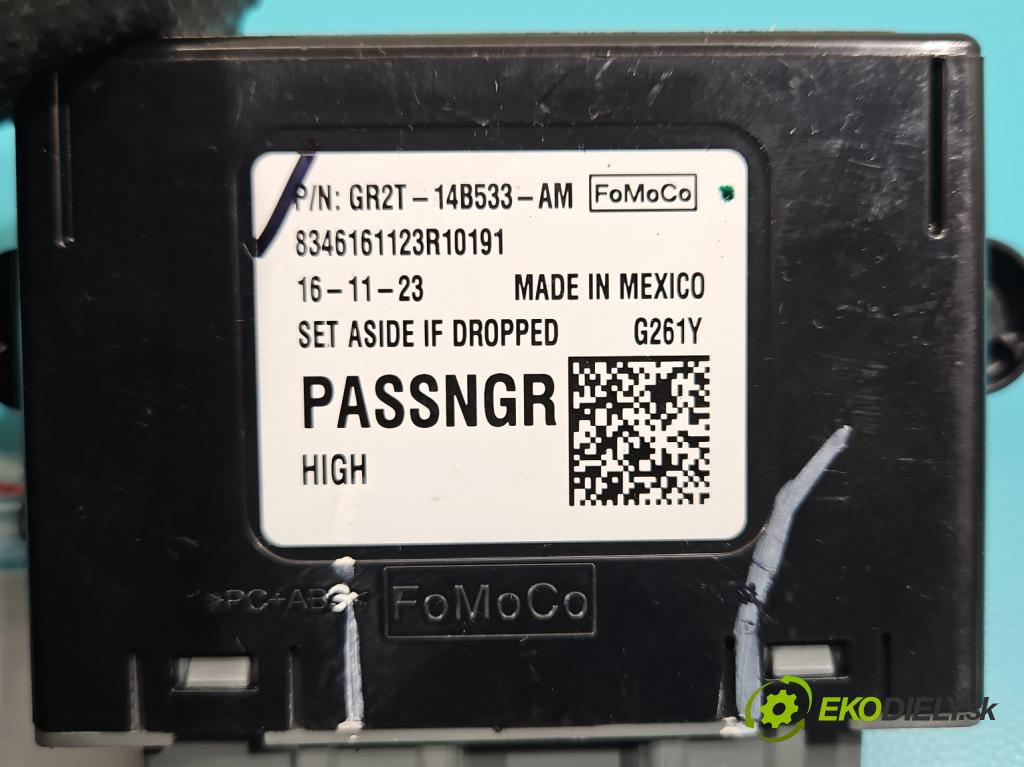 P/N: GR2T-14B533-AM FoMoCo
8346161123R10191
16-11-23 MADE IN MEXICO
SET ASIDE IF DROPPED G261Y
PASSNGR
HIGH
>PC+ABS< FoMoCo
EKODIELY.sk